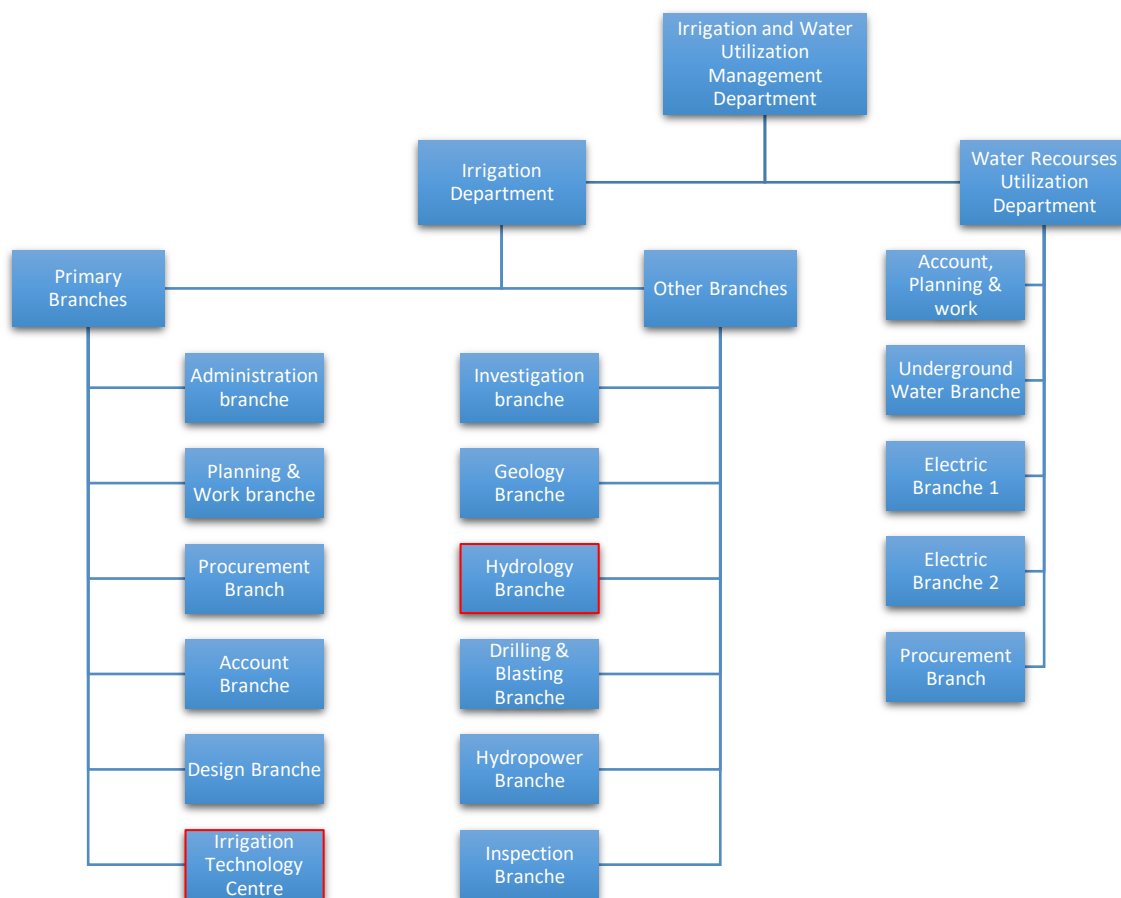 Irrigation and Water
Utilization
Management
Department
Irrigation
Department
Water Recourses
Utilization
Department
Primary
Branches
Other Branches
Account,
Planning &
work
Administration
branche
Investigation
branche
Underground
Water Branche
Planning &
Work branche
Geology
Branche
Electric
Branche 1
Procurement
Branch
Hydrology
Branche
Electric
Branche 2
Account
Branche
Drilling &
Blasting
Branche
Procurement
Branch
Design Branche
Hydropower
Branche
Irrigation
Technology
Centre
Inspection
Branche